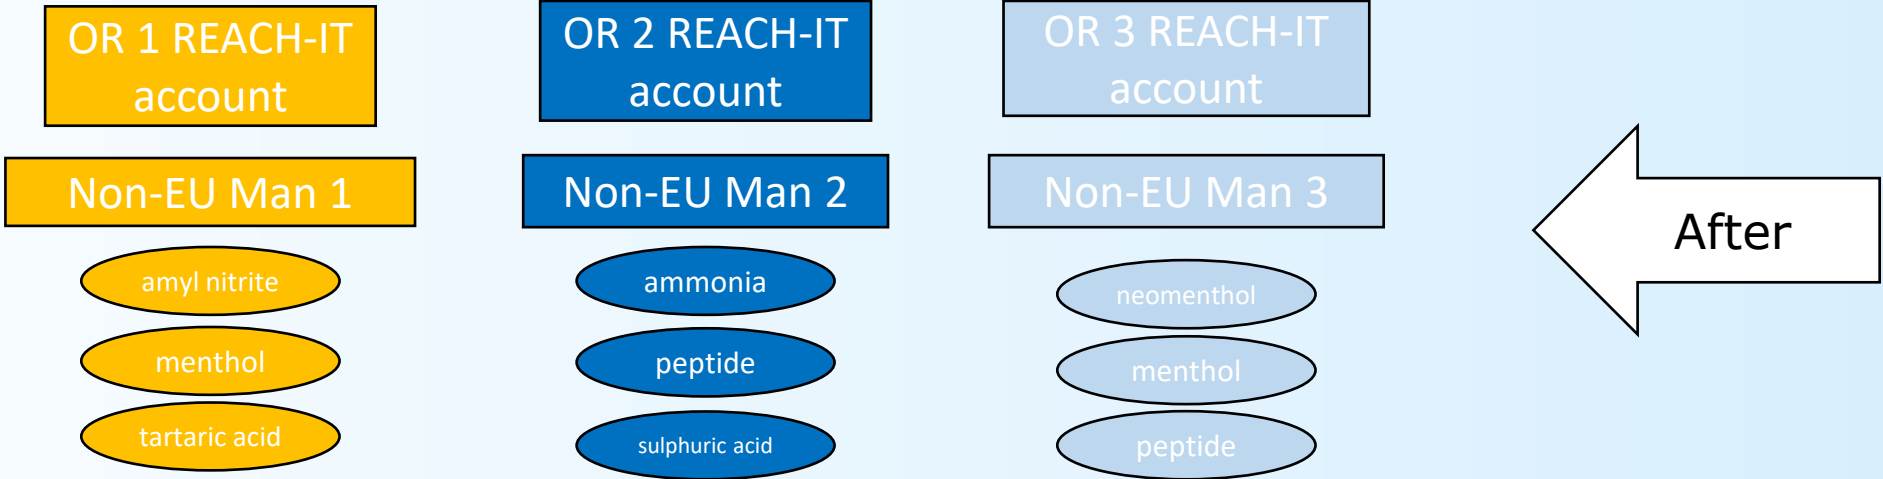 OR 1 REACH-IT
account
Non-EU Man 1
amyl nitrite
menthol
tartaric acid
OR 2 REACH-IT
account
Non-EU Man 2
ammonia
peptide
sulphuric acid
OR 3 REACH-IT
account
Non-EU Man 3
neomenthol
menthol
peptide
After